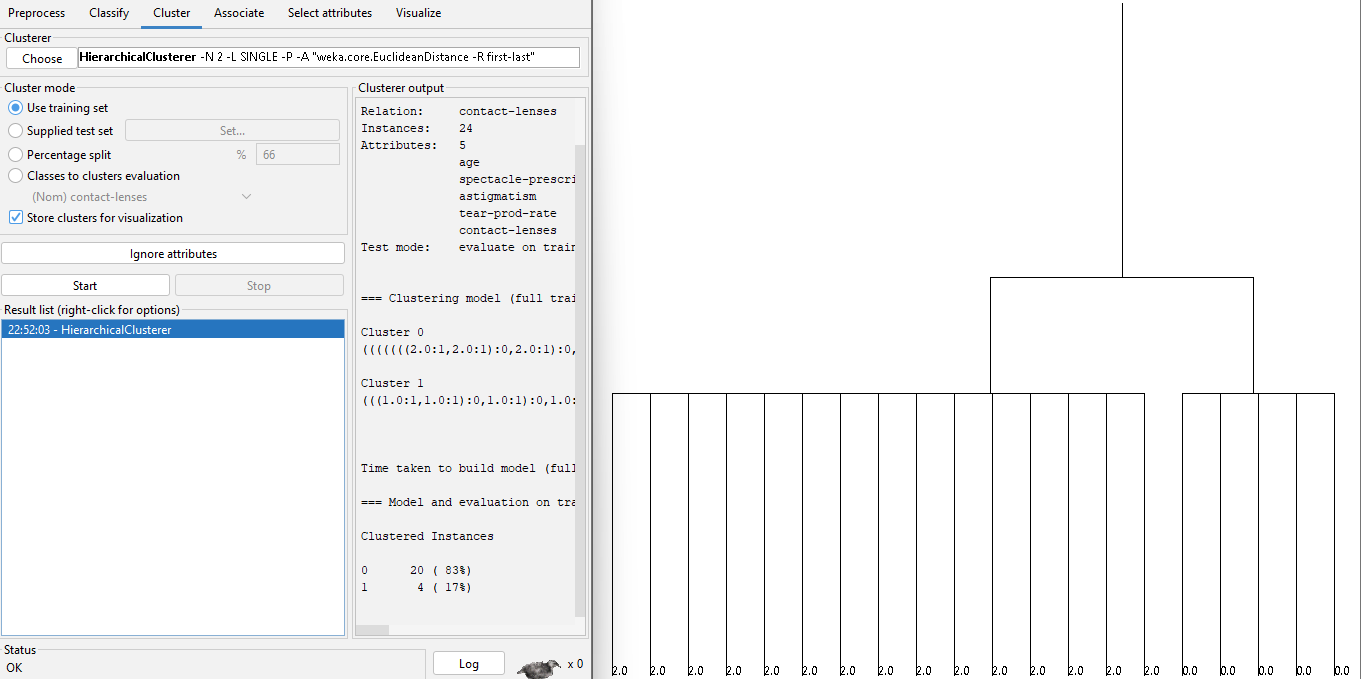 Preprocess Classify Cluster Associate Select attributes Visualize
Clusterer
Choose HierarchicalClusterer -N 2 -L SINGLE -P -A "weka.core.EuclideanDistance -R first-last"
Cluster mode
Use training set
Supplied test set Set...
Percentage split % 66
Classes to clusters evaluation
(Nom) contact-lenses
Store clusters for visualization
Ignore attributes
Start Stop
Result list (right-click for options)
22:52:03 - HierarchicalClusterer
Clusterer output
Relation: contact-lenses
Instances: 24
Attributes: 5
age
spectacle-prescri
astigmatism
tear-prod-rate
contact-lenses
Test mode: evaluate on train
=== Clustering model (full trai
Cluster 0
(((((((2.0:1,2.0:1):0,2.0:1):0,
Cluster 1
(((1.0:1,1.0:1):0,1.0:1):0,1.0:
Time taken to build model (full
=== Model and evaluation on tra
Clustered Instances
0 20 ( 83%)
1 4 ( 17%)
Status
OK
Log
x 0
2.0 2.0 2.0 2.0 2.0 2.0 2.0 2.0 2.0 2.0 2.0 2.0 2.0 2.0 2.0 0.0 0.0 0.0 0.0 0.0